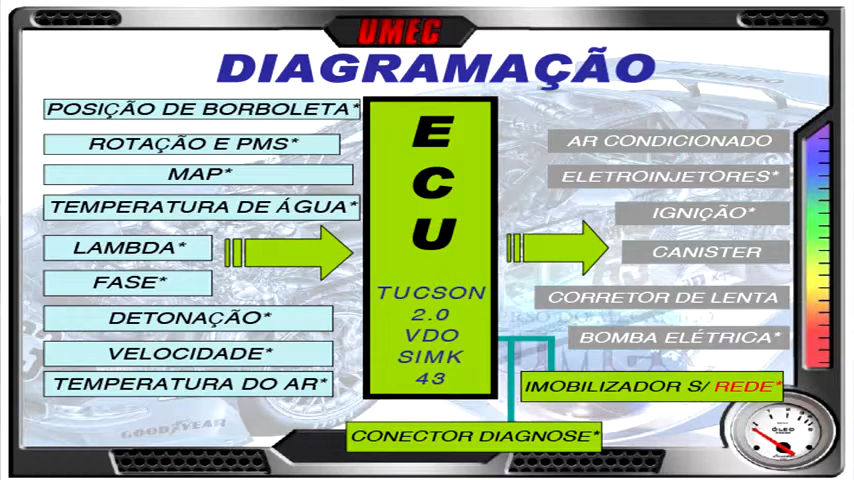 UMEC
DIAGRAMAÇÃO
POSIÇÃO DE BORBOLETA*
ROTAÇÃO E PMS*
MAP*
TEMPERATURA DE ÁGUA*
LAMBDA*
FASE*
DETONAÇÃO*
VELOCIDADE*
TEMPERATURA DO AR*
E
C
U
TUCSON
2.0
VDO
SIMK
43
AR CONDICIONADO
ELETROINJETORES*
IGNIÇÃO*
CANISTER
CORRETOR DE LENTA
BOMBA ELÉTRICA*
IMOBILIZADOR S/ REDE*
CONECTOR DIAGNOSE*
ÓLEO
GOODYEAR